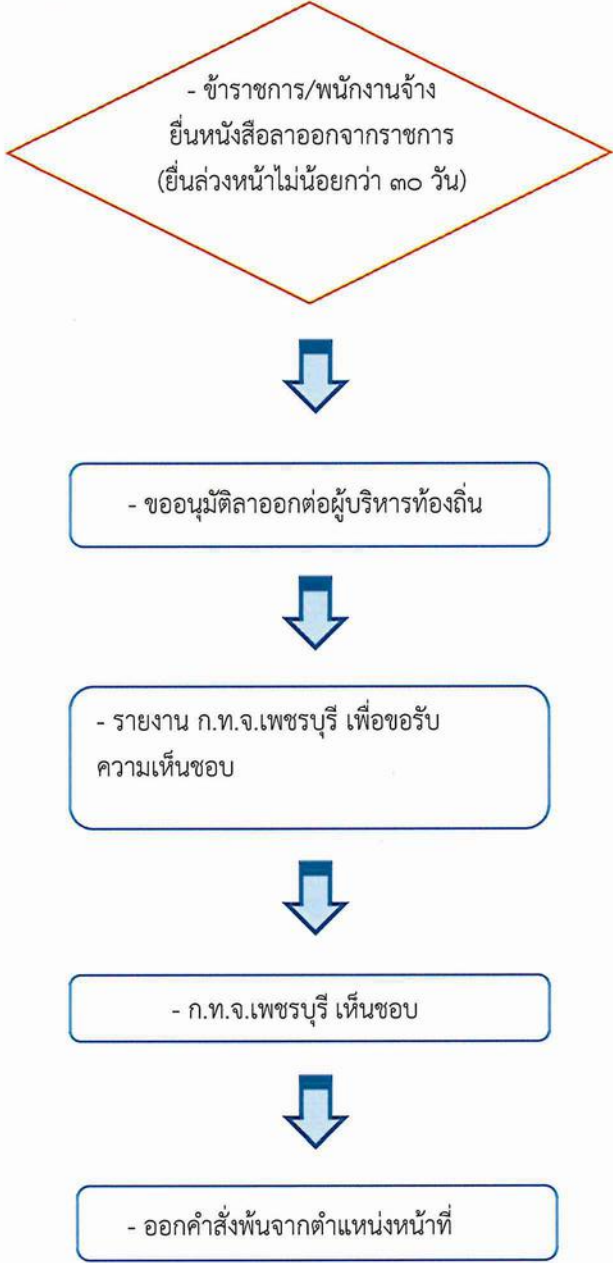 - ข้าราชการ/พนักงานจ้าง
ยื่นหนังสือลาออกจากราชการ
(ยื่นล่วงหน้าไม่น้อยกว่า ๓๐ วัน)
- ขออนุมัติลาออกต่อผู้บริหารท้องถิ่น
- รายงาน ก.ท.จ.เพชรบุรี เพื่อขอรับ
ความเห็นชอบ
- ก.ท.จ.เพชรบุรี เห็นชอบ
- ออกคำสั่งพ้นจากตำแหน่งหน้าที่